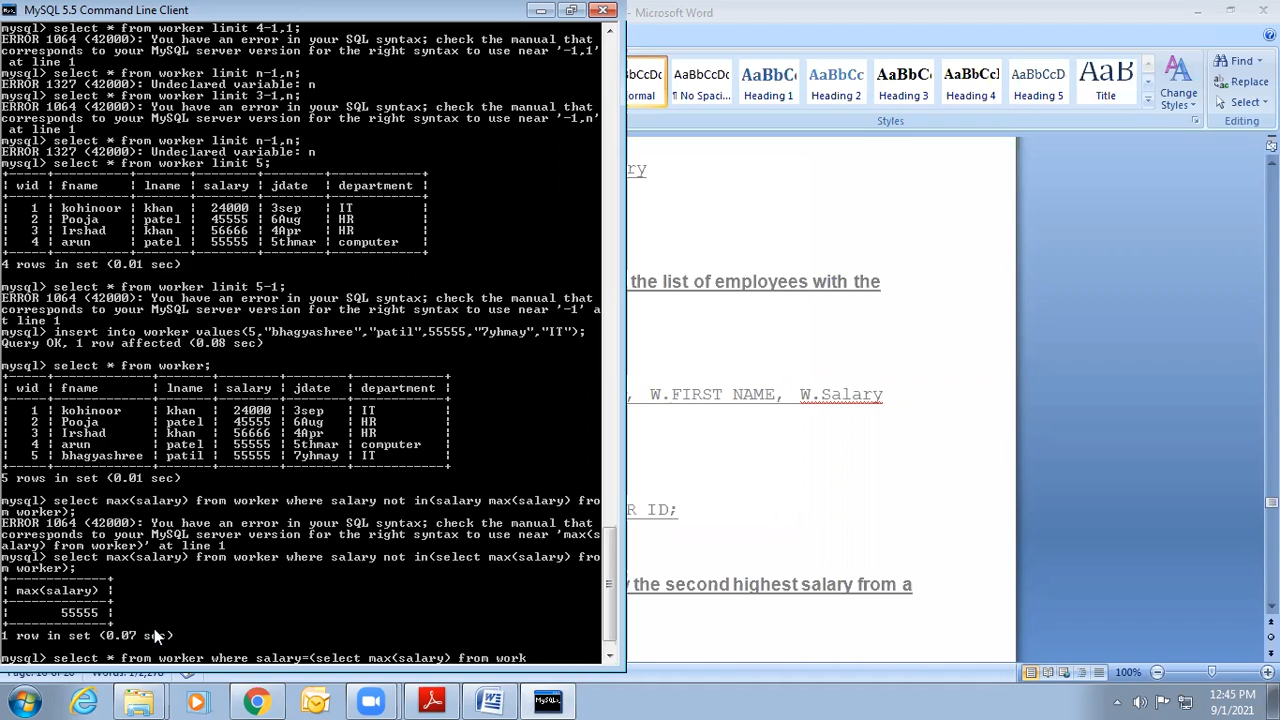 MySQL 5.5 Command Line Client
mysql> select * from worker limit 4-1,1;
ERROR 1064 (42000): You have an error in your SQL syntax; check the manual that
corresponds to your MySQL server version for the right syntax to use near '-1,1'
 at line 1
mysql> select * from worker limit n-1,n;
ERROR 1327 (42000): Undeclared variable: n
mysql> select * from worker limit 3-1,n;
ERROR 1064 (42000): You have an error in your SQL syntax; check the manual that
corresponds to your MySQL server version for the right syntax to use near '-1,n'
 at line 1
mysql> select * from worker limit n-1,n;
ERROR 1327 (42000): Undeclared variable: n
mysql> select * from worker limit 5;
| wid | fname | lname | salary | jdate | department |
| 1 | kohinoor | khan | 24000 | 3sep | IT |
| 2 | Pooja | patel | 45555 | 6Aug | HR |
| 3 | Irshad | khan | 56666 | 4Apr | HR |
| 4 | arun | patel | 55555 | 5thmar | computer |
4 rows in set (0.01 sec)
mysql> select * from worker limit 5-1;
ERROR 1064 (42000): You have an error in your SQL syntax; check the manual that
corresponds to your MySQL server version for the right syntax to use near '-1' a
t line 1
mysql> insert into worker values(5,"bhagyashree","patil",55555,"7yhmay","IT");
Query OK, 1 row affected (0.08 sec)
mysql> select * from worker;
| wid | fname | lname | salary | jdate | department |
| 1 | kohinoor | khan | 24000 | 3sep | IT |
| 2 | Pooja | patel | 45555 | 6Aug | HR |
| 3 | Irshad | khan | 56666 | 4Apr | HR |
| 4 | arun | patel | 55555 | 5thmar | computer |
| 5 | bhagyashree | patil | 55555 | 7yhmay | IT |
5 rows in set (0.01 sec)
mysql> select max(salary) from worker where salary not in(salary max(salary) fro
m worker);
ERROR 1064 (42000): You have an error in your SQL syntax; check the manual that
corresponds to your MySQL server version for the right syntax to use near 'max(s
alary) from worker)' at line 1
mysql> select max(salary) from worker where salary not in(select max(salary) fro
m worker);
| max(salary) |
| 55555 |
1 row in set (0.07 sec)
mysql> select * from worker where salary=(select max(salary) from work
- Microsoft Word
AaBbCcDc AaBbC AaBbCc AaBbCc AaBbCc AaBbCcD AaB
¶ No Spaci... Heading 1 Heading 2 Heading 3 Heading 4 Heading 5 Title
Change Styles
Find
Replace
Select
Styles
Editing
ry
the list of employees with the
, W.FIRST NAME, W.Salary
R ID;
the second highest salary from a
100%
12:45 PM
9/1/2021